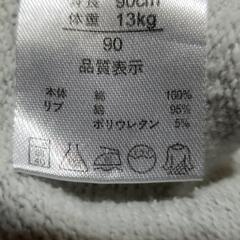 身長 90cm
体重 13kg
90
品質表示
本体 綿 100%
リブ 綿 95%
ポリウレタン 5%